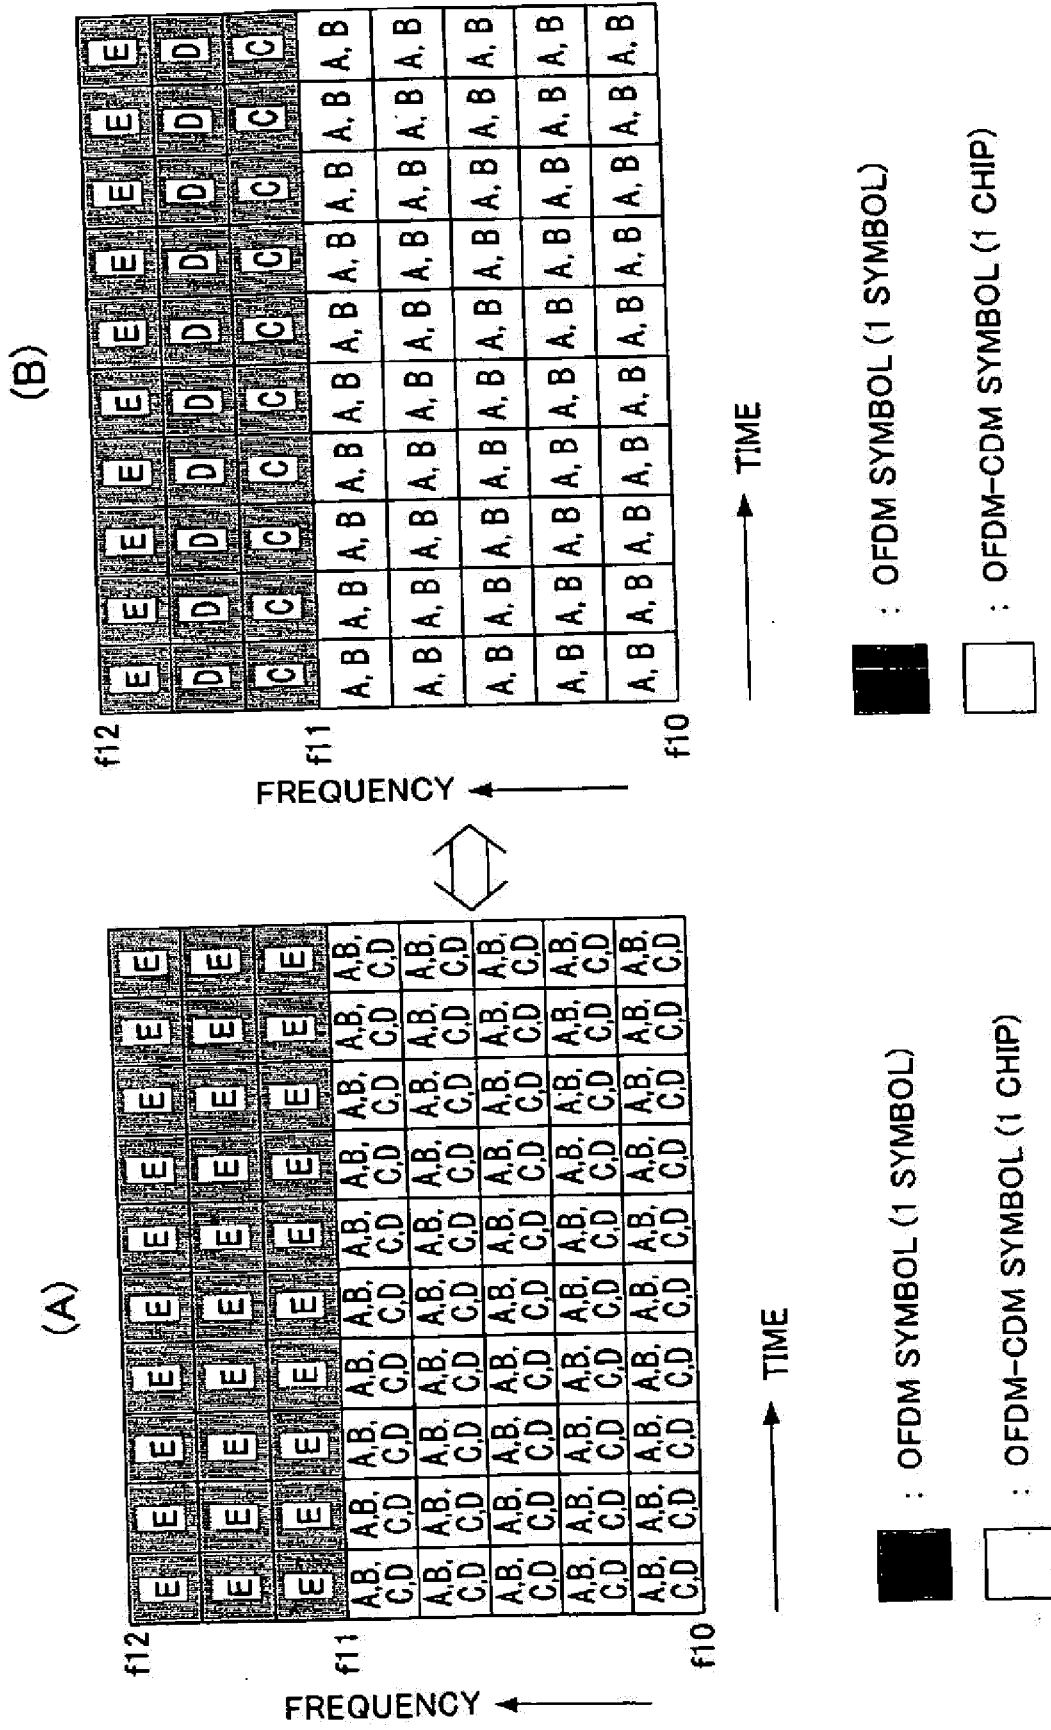 (A)
f12
E E E E E E E E E E
E E E E E E E E E E
E E E E E E E E E E
f11
A,B, A,B, A,B, A,B, A,B, A,B, A,B, A,B, A,B, A,B,
C,D C,D C,D C,D C,D C,D C,D C,D C,D C,D
A,B, A,B, A,B, A,B, A,B, A,B, A,B, A,B, A,B, A,B,
C,D C,D C,D C,D C,D C,D C,D C,D C,D C,D
A,B, A,B, A,B, A,B, A,B, A,B, A,B, A,B, A,B, A,B,
C,D C,D C,D C,D C,D C,D C,D C,D C,D C,D
A,B, A,B, A,B, A,B, A,B, A,B, A,B, A,B, A,B, A,B,
C,D C,D C,D C,D C,D C,D C,D C,D C,D C,D
A,B, A,B, A,B, A,B, A,B, A,B, A,B, A,B, A,B, A,B,
C,D C,D C,D C,D C,D C,D C,D C,D C,D C,D
f10
FREQUENCY
TIME
: OFDM SYMBOL (1 SYMBOL)
: OFDM-CDM SYMBOL (1 CHIP)
(B)
f12
E E E E E E E E E E
D D D D D D D D D D
C C C C C C C C C C
f11
A, B A, B A, B A, B A, B A, B A, B A, B A, B A, B
A, B A, B A, B A, B A, B A, B A, B A, B A, B A, B
A, B A, B A, B A, B A, B A, B A, B A, B A, B A, B
A, B A, B A, B A, B A, B A, B A, B A, B A, B A, B
A, B A, B A, B A, B A, B A, B A, B A, B A, B A, B
f10
FREQUENCY
TIME
: OFDM SYMBOL (1 SYMBOL)
: OFDM-CDM SYMBOL (1 CHIP)